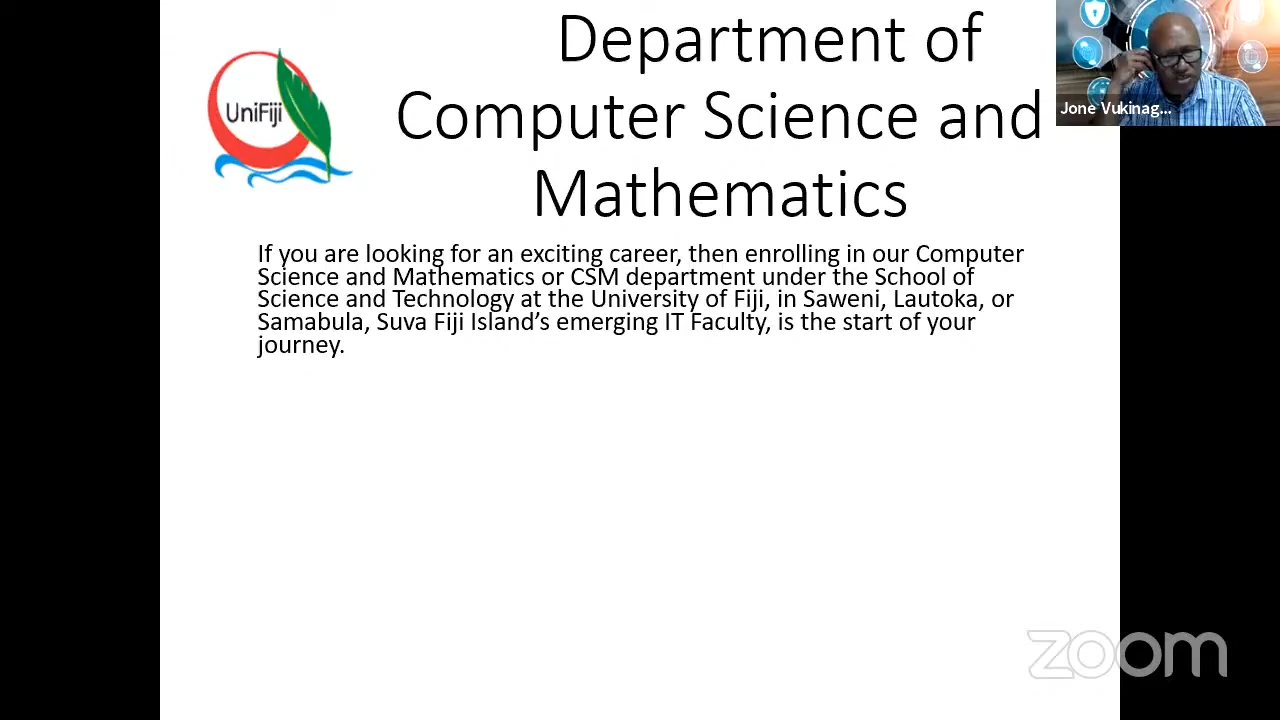 Department of
Computer Science and
Mathematics
UniFiji
Jone Vukinag...
If you are looking for an exciting career, then enrolling in our Computer
Science and Mathematics or CSM department under the School of
Science and Technology at the University of Fiji, in Saweni, Lautoka, or
Samabula, Suva Fiji Island’s emerging IT Faculty, is the start of your
journey.
zoom